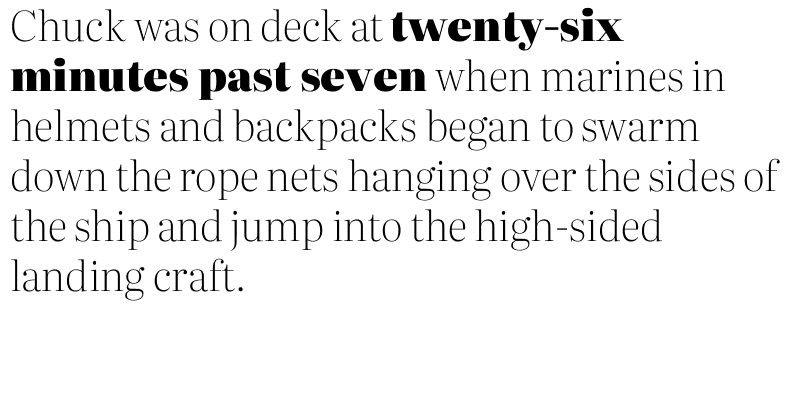 Chuck was on deck at twenty-six
minutes past seven when marines in
helmets and backpacks began to swarm
down the rope nets hanging over the sides of
the ship and jump into the high-sided
landing craft.